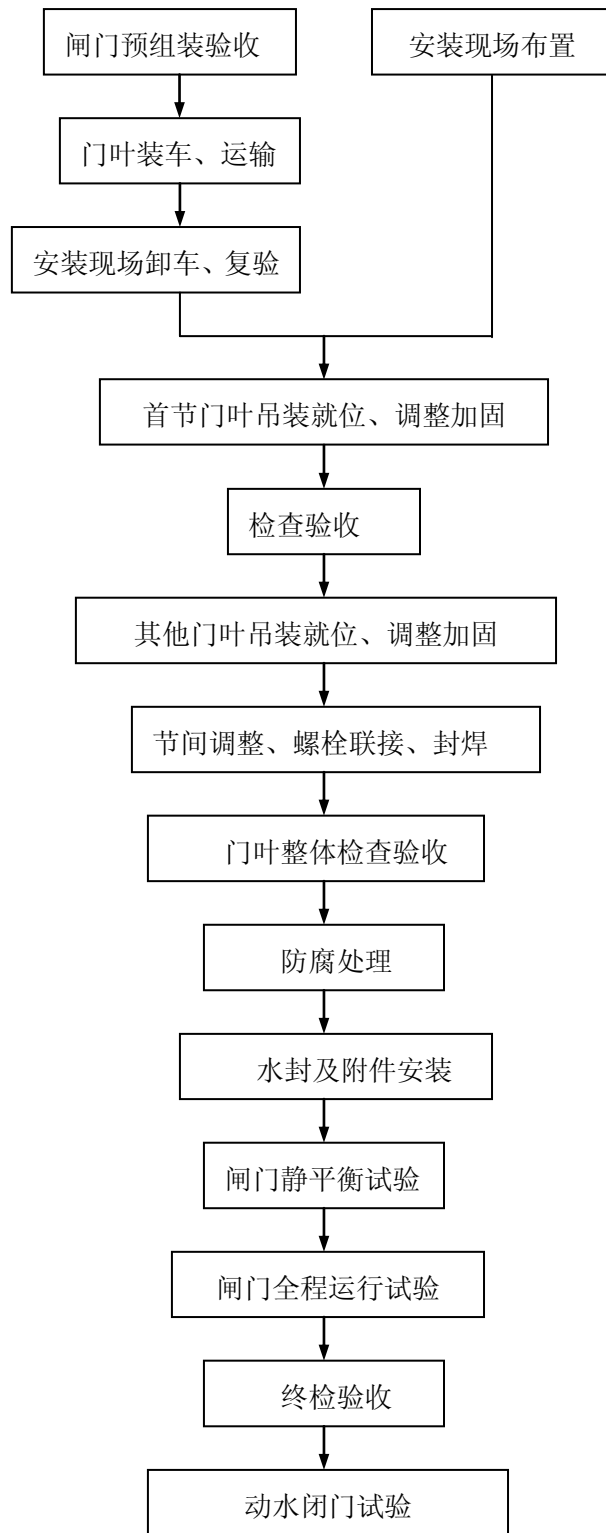 闸门预组装验收
安装现场布置
门叶装车、运输
安装现场卸车、复验
首节门叶吊装就位、调整加固
检查验收
其他门叶吊装就位、调整加固
节间调整、螺栓联接、封焊
门叶整体检查验收
防腐处理
水封及附件安装
闸门静平衡试验
闸门全程运行试验
终检验收
动水闭门试验